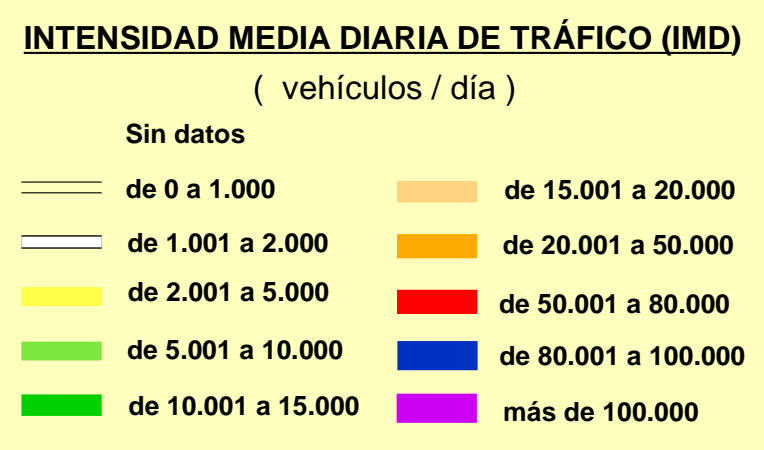 INTENSIDAD MEDIA DIARIA DE TRÁFICO (IMD)
( vehículos / día )
Sin datos
de 0 a 1.000
de 1.001 a 2.000
de 2.001 a 5.000
de 5.001 a 10.000
de 10.001 a 15.000
de 15.001 a 20.000
de 20.001 a 50.000
de 50.001 a 80.000
de 80.001 a 100.000
más de 100.000